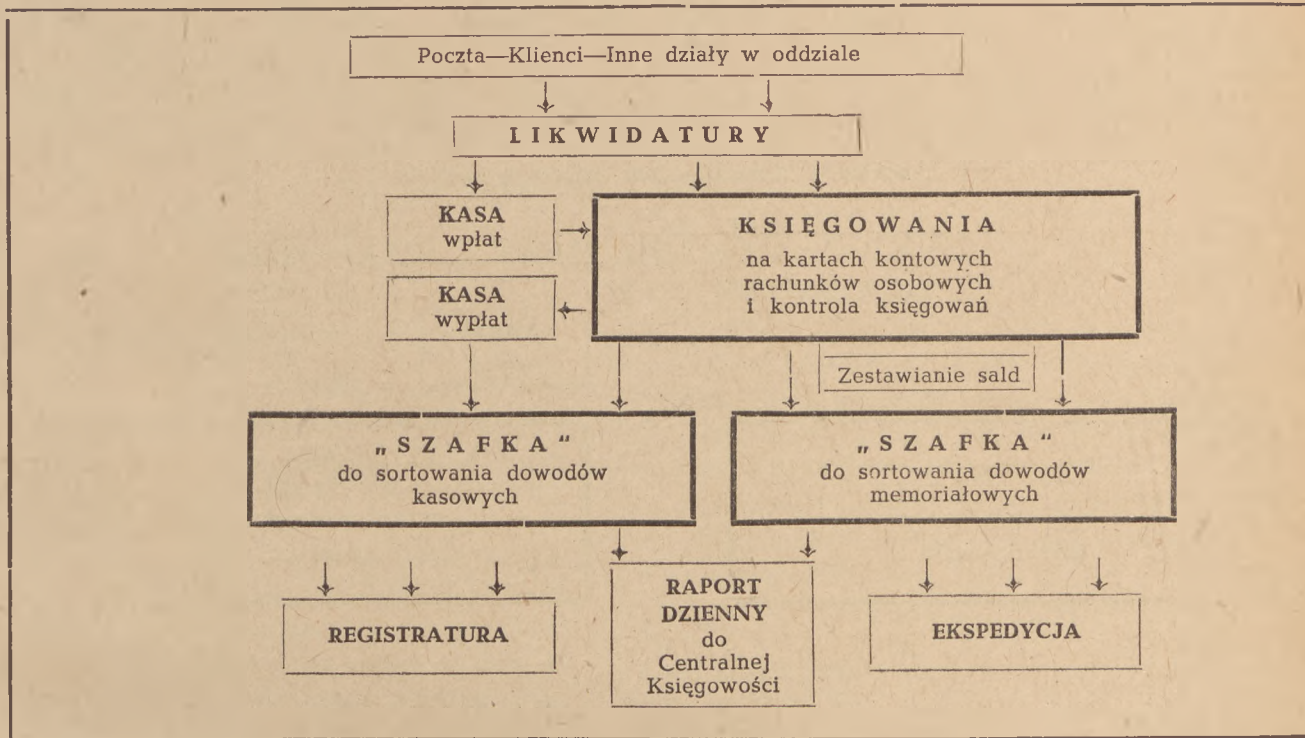 Poczta—Klienci—Inne działy w oddziale
LIKWIDATURY
KASA
wpłat
KSIĘGOWANIA
na kartach kontowych
rachunków osobowych
i kontrola księgowań
KASA
wypłat
Zestawianie sald
„SZAFKA“
do sortowania dowodów
kasowych
„SZAFKA“
do sortowania dowodów
memoriałowych
REGISTRATURA
RAPORT
DZIENNY
do
Centralnej
Księgowości
EKSPEDYCJA